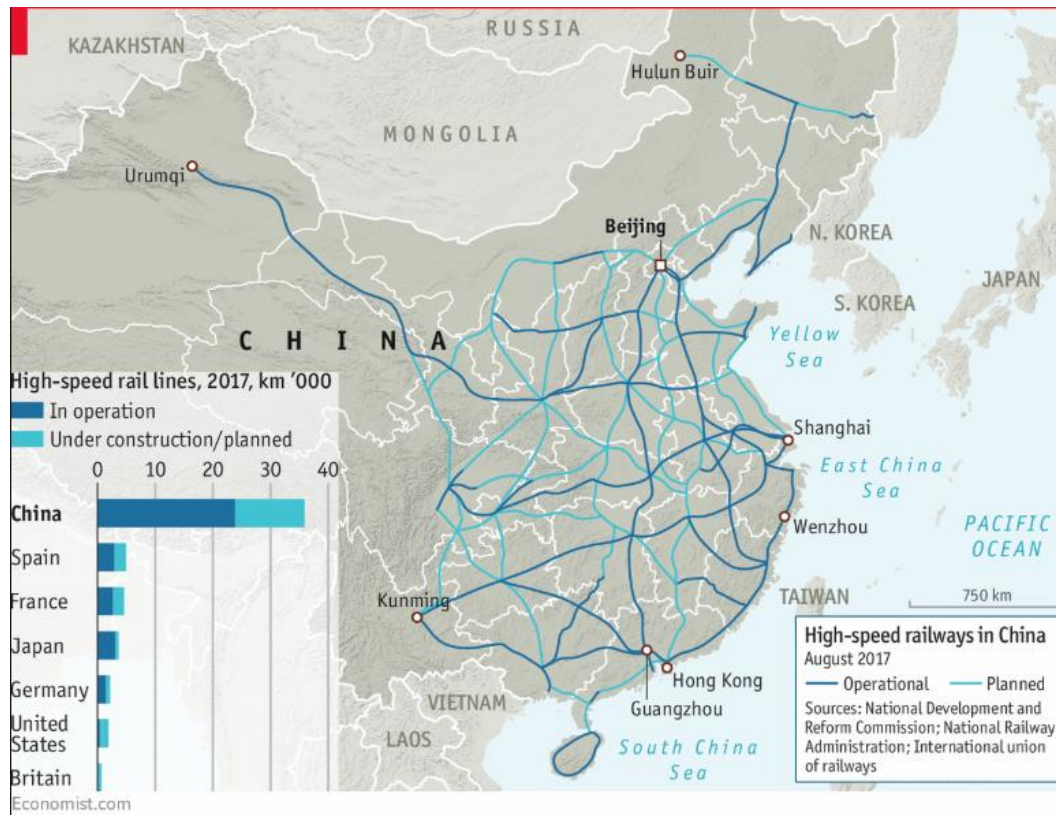 RUSSIA
KAZAKHSTAN
Hulun Buir
MONGOLIA
Urumqi
Beijing
N. KOREA
JAPAN
S. KOREA
CHINA
Yellow
Sea
High-speed rail lines, 2017, km ’000
In operation
Under construction/planned
0 10 20 30 40
China
Spain
France
Japan
Germany
United
States
Britain
Shanghai
East China
Sea
Wenzhou
PACIFIC
OCEAN
Kunming
TAIWAN
750 km
Hong Kong
Guangzhou
VIETNAM
LAOS
South China
Sea
High-speed railways in China
August 2017
Operational Planned
Sources: National Development and
Reform Commission; National Railway
Administration; International union
of railways
Economist.com